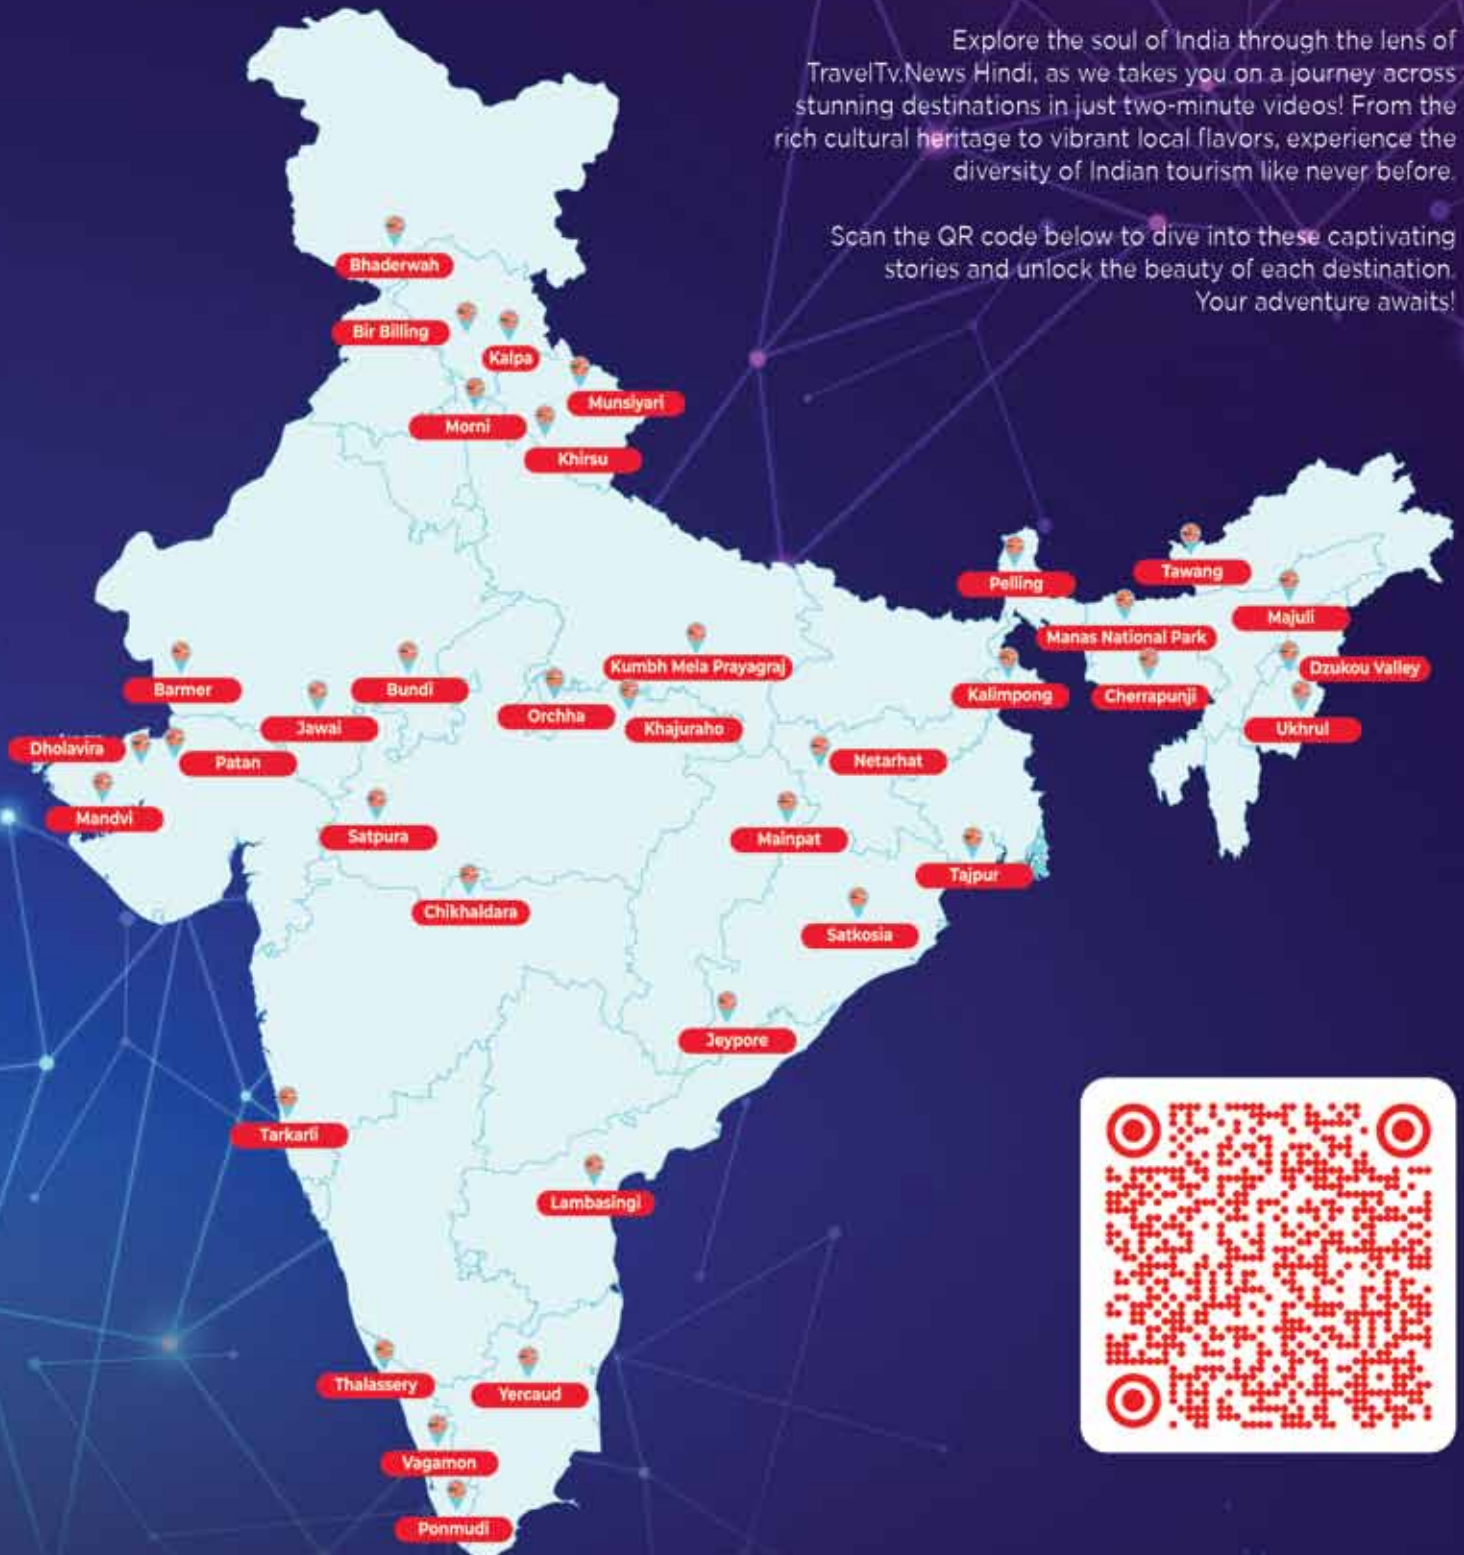 Explore the soul of India through the lens of
TravelTv.News Hindi, as we takes you on a journey across
stunning destinations in just two-minute videos! From the
rich cultural heritage to vibrant local flavors, experience the
diversity of Indian tourism like never before.
Scan the QR code below to dive into these captivating
stories and unlock the beauty of each destination.
Your adventure awaits!
Bhaderwah
Bir Billing
Kalpa
Munsiyari
Morni
Khirsu
Pelling
Tawang
Majuli
Manas National Park
Kumbh Mela Prayagraj
Dzukou Valley
Barmer
Bundi
Kalimpong
Cherrapunji
Orchha
Jawai
Khajuraho
Ukhrul
Dholavira
Patan
Netarhat
Mandvi
Satpura
Mainpat
Tajpur
Chikhaldara
Satkosia
Jeypore
Tarkarli
Lambasingi
Thalassery
Yercaud
Vagamon
Ponmudi